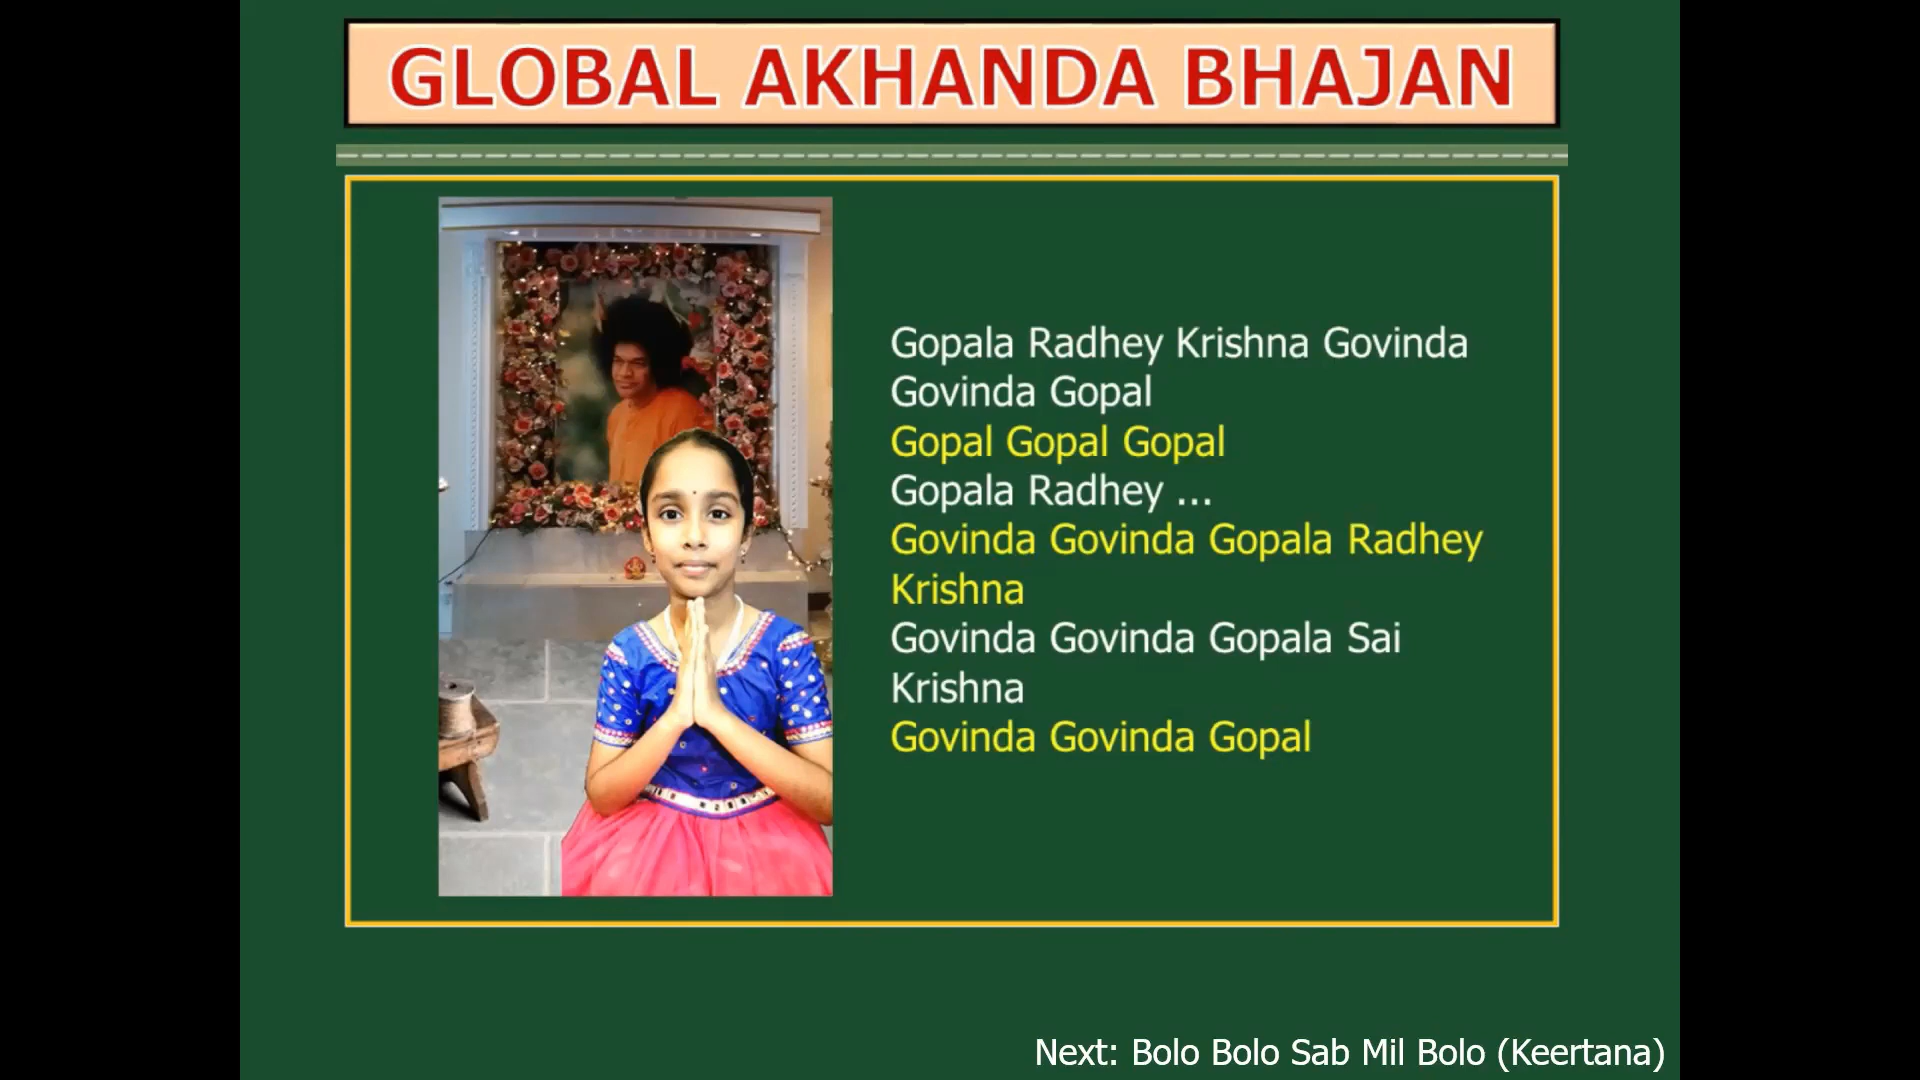 GLOBAL AKHANDA BHAJAN
Gopala Radhey Krishna Govinda
Govinda Gopal
Gopal Gopal Gopal
Gopala Radhey ...
Govinda Govinda Gopala Radhey
Krishna
Govinda Govinda Gopala Sai
Krishna
Govinda Govinda Gopal
Next: Bolo Bolo Sab Mil Bolo (Keertana)